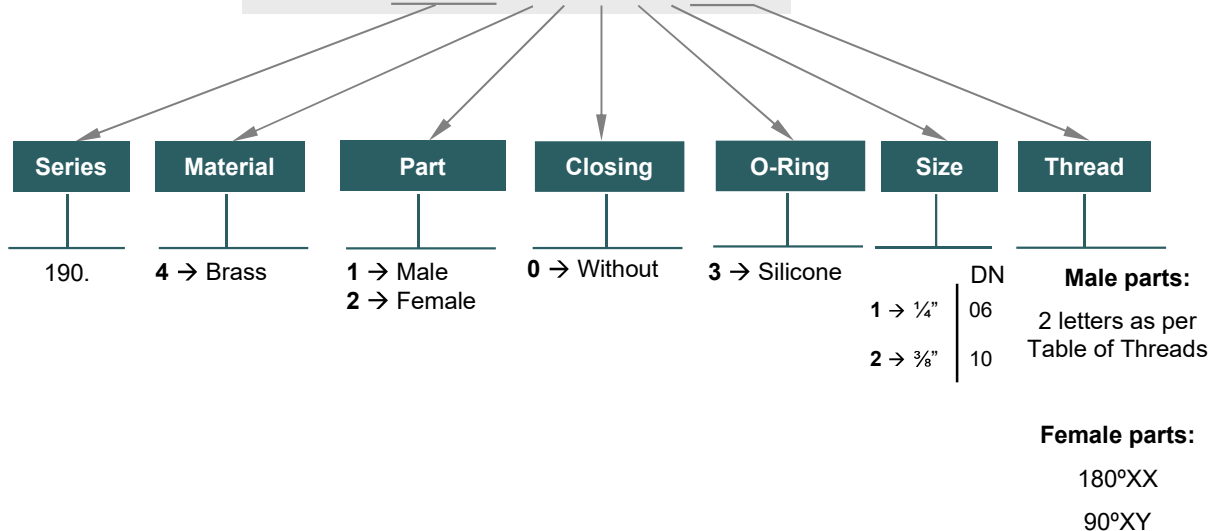 Series Material Part Closing O-Ring Size Thread
190. 4 → Brass 1 → Male 0 → Without 3 → Silicone DN Male parts:
2 → Female
1 → ¼” 06 2 letters as per
Table of Threads
2 → ⅜” 10
Female parts:
180ºXX
90ºXY